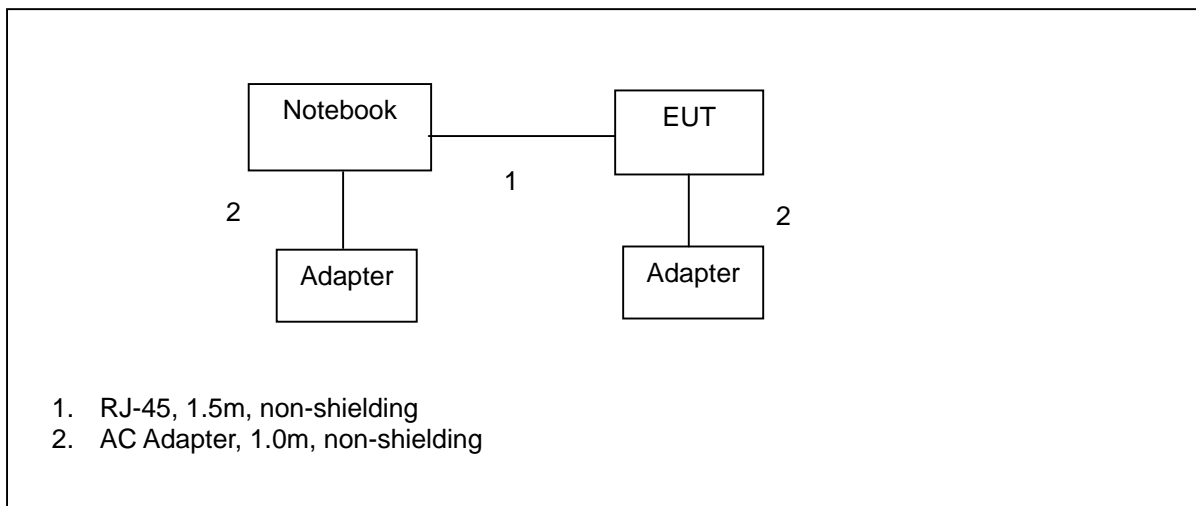 Notebook
EUT
1
2
2
Adapter
Adapter
1. RJ-45, 1.5m, non-shielding
2. AC Adapter, 1.0m, non-shielding